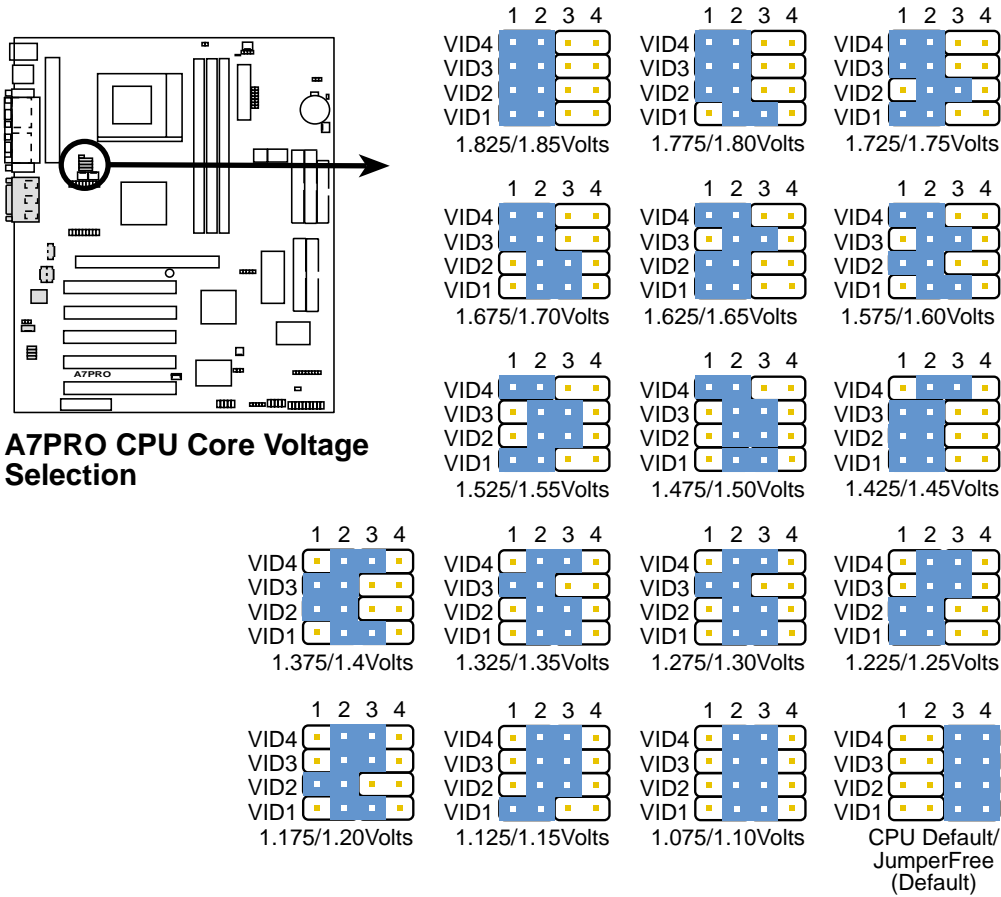 1 2 3 4
VID4
VID3
VID2
VID1
1.825/1.85Volts
1 2 3 4
VID4
VID3
VID2
VID1
1.775/1.80Volts
1 2 3 4
VID4
VID3
VID2
VID1
1.725/1.75Volts
1 2 3 4
VID4
VID3
VID2
VID1
1.675/1.70Volts
1 2 3 4
VID4
VID3
VID2
VID1
1.625/1.65Volts
1 2 3 4
VID4
VID3
VID2
VID1
1.575/1.60Volts
A7PRO
A7PRO CPU Core Voltage
Selection
1 2 3 4
VID4
VID3
VID2
VID1
1.525/1.55Volts
1 2 3 4
VID4
VID3
VID2
VID1
1.475/1.50Volts
1 2 3 4
VID4
VID3
VID2
VID1
1.425/1.45Volts
1 2 3 4
VID4
VID3
VID2
VID1
1.375/1.4Volts
1 2 3 4
VID4
VID3
VID2
VID1
1.325/1.35Volts
1 2 3 4
VID4
VID3
VID2
VID1
1.275/1.30Volts
1 2 3 4
VID4
VID3
VID2
VID1
1.225/1.25Volts
1 2 3 4
VID4
VID3
VID2
VID1
1.175/1.20Volts
1 2 3 4
VID4
VID3
VID2
VID1
1.125/1.15Volts
1 2 3 4
VID4
VID3
VID2
VID1
1.075/1.10Volts
1 2 3 4
VID4
VID3
VID2
VID1
CPU Default/
JumperFree
(Default)